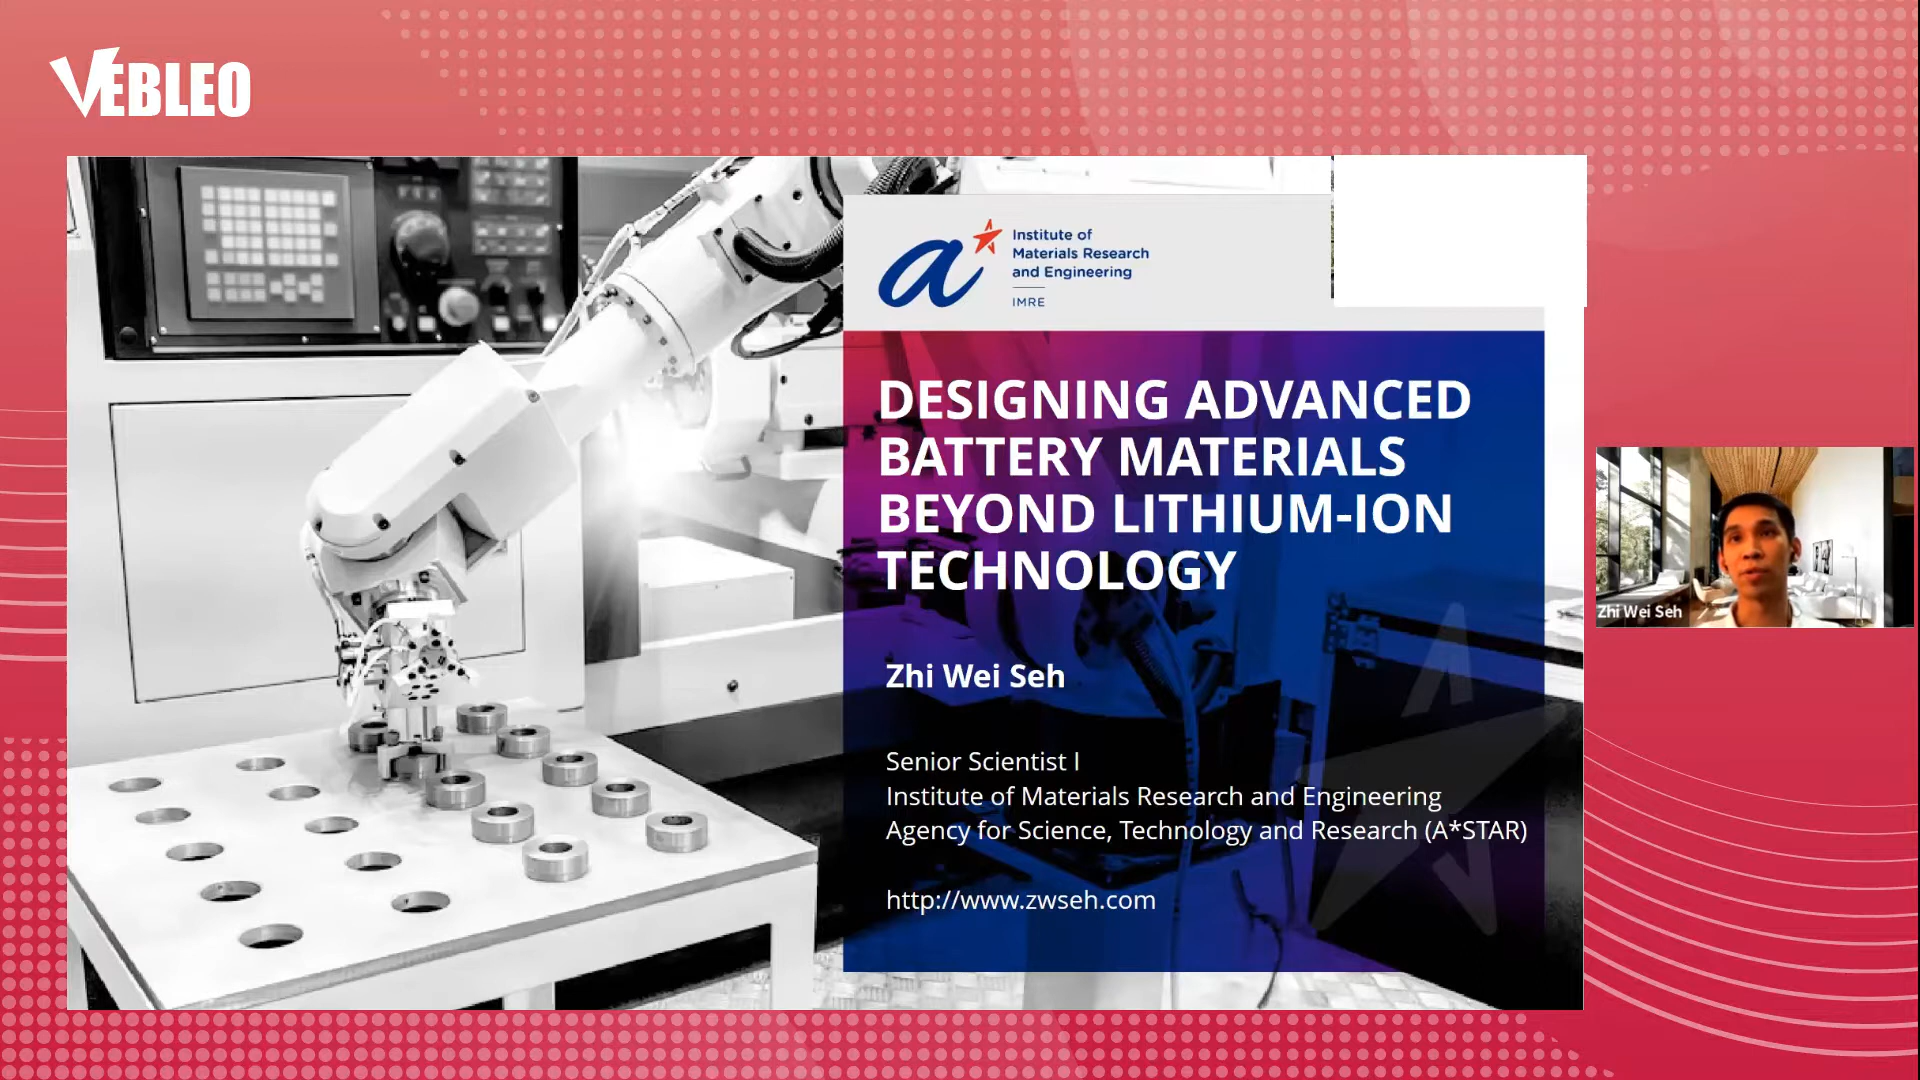 VEBLEO
Institute of
Materials Research
and Engineering
IMRE
DESIGNING ADVANCED
BATTERY MATERIALS
BEYOND LITHIUM-ION
TECHNOLOGY
Zhi Wei Seh
Senior Scientist I
Institute of Materials Research and Engineering
Agency for Science, Technology and Research (A*STAR)
http://www.zwseh.com
Zhi Wei Seh